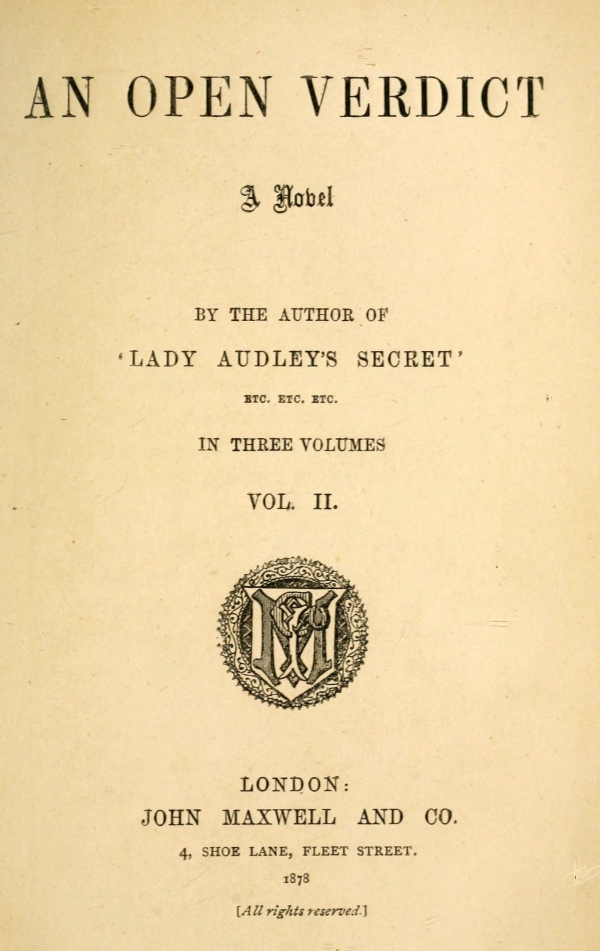 AN OPEN VERDICT
A Novel
BY THE AUTHOR OF
‘LADY AUDLEY'S SECRET’
ETC. ETC. ETC.
IN THREE VOLUMES
VOL. II.
LONDON:
JOHN MAXWELL AND CO.
4, SHOE LANE, FLEET STREET.
1878
[All rights reserved.]